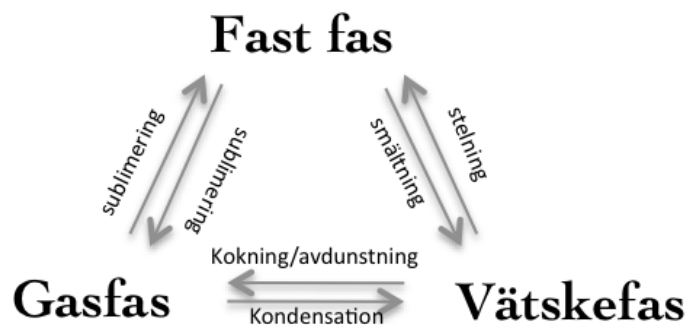 Fast fas
sublimering
sublimering
smältning
stelning
Kokning/avdunstning
Gasfas
Vätskefas
Kondensation